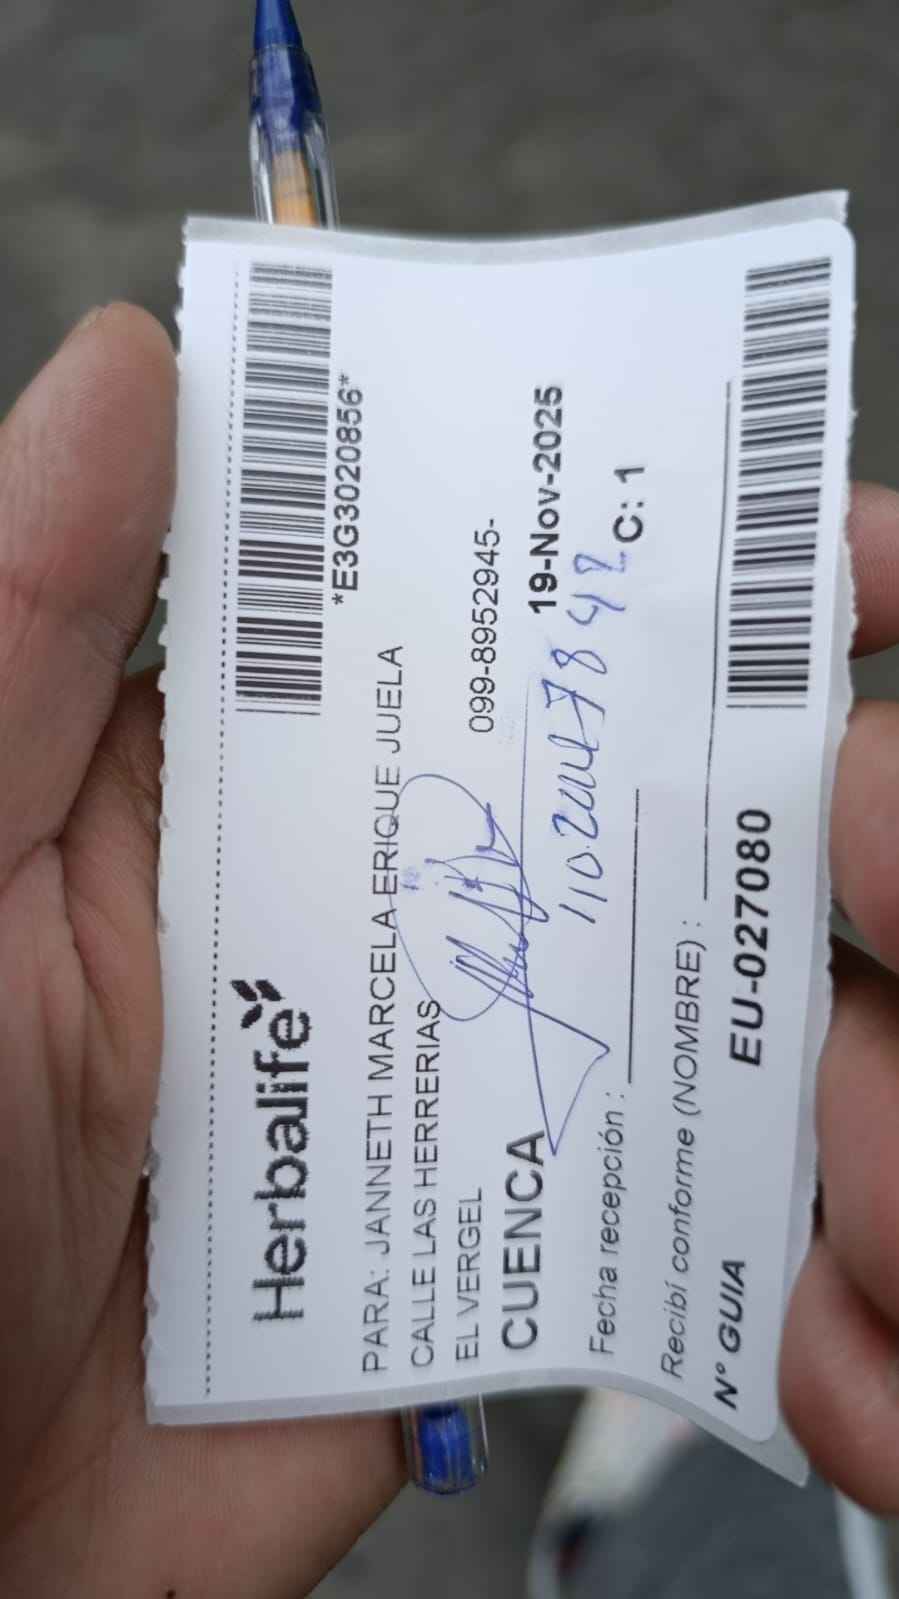 Herbalife
*E3G3020856*
PARA: JANNETH MARCELA ERIQUE JUELA
CALLE LAS HERRERIAS
EL VERGEL
099-8952945-
CUENCA
19-Nov-2025
Fecha recepción :
C: 1
Recibí conforme (NOMBRE) :
N° GUIA
EU-027080